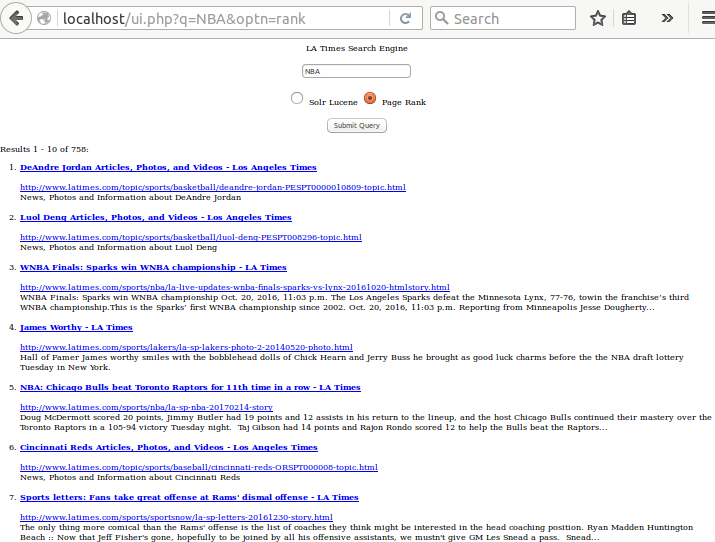 localhost/ui.php?q=NBA&optn=rank
Search
LA Times Search Engine
NBA
Solr Lucene Page Rank
Submit Query
Results 1 - 10 of 758:
1. DeAndre Jordan Articles, Photos, and Videos - Los Angeles Times
http://www.latimes.com/topic/sports/basketball/deandre-jordan-PESPT0000010809-topic.html
News, Photos and Information about DeAndre Jordan
2. Luol Deng Articles, Photos, and Videos - Los Angeles Times
http://www.latimes.com/topic/sports/basketball/luol-deng-PESPT008296-topic.html
News, Photos and Information about Luol Deng
3. WNBA Finals: Sparks win WNBA championship - LA Times
http://www.latimes.com/sports/nba/la-live-updates-wnba-finals-sparks-vs-lynx-20161020-htmlstory.html
WNBA Finals: Sparks win WNBA championship Oct. 20, 2016, 11:03 p.m. The Los Angeles Sparks defeat the Minnesota Lynx, 77-76, towin the franchise's third
WNBA championship.This is the Sparks' first WNBA championship since 2002. Oct. 20, 2016, 11:03 p.m. Reporting from Minneapolis Jesse Dougherty...
4. James Worthy - LA Times
http://www.latimes.com/sports/lakers/la-sp-lakers-photo-2-20140520-photo.html
Hall of Famer James worthy smiles with the bobblehead dolls of Chick Hearn and Jerry Buss he brought as good luck charms before the the NBA draft lottery
Tuesday in New York.
5. NBA: Chicago Bulls beat Toronto Raptors for 11th time in a row - LA Times
http://www.latimes.com/sports/nba/la-sp-nba-20170214-story
Doug McDermott scored 20 points, Jimmy Butler had 19 points and 12 assists in his return to the lineup, and the host Chicago Bulls continued their mastery over the
Toronto Raptors in a 105-94 victory Tuesday night. Taj Gibson had 14 points and Rajon Rondo scored 12 to help the Bulls beat the Raptors...
6. Cincinnati Reds Articles, Photos, and Videos - Los Angeles Times
http://www.latimes.com/topic/sports/baseball/cincinnati-reds-ORSPT000008-topic.html
News, Photos and Information about Cincinnati Reds
7. Sports letters: Fans take great offense at Rams' dismal offense - LA Times
http://www.latimes.com/sports/sportsnow/la-sp-letters-20161230-story.html
The only thing more comical than the Rams' offense is the list of coaches they think might be interested in the head coaching position. Ryan Madden Huntington
Beach :: Now that Jeff Fisher's gone, hopefully to be joined by all his offensive assistants, we mustn't give GM Les Snead a pass. Snead...